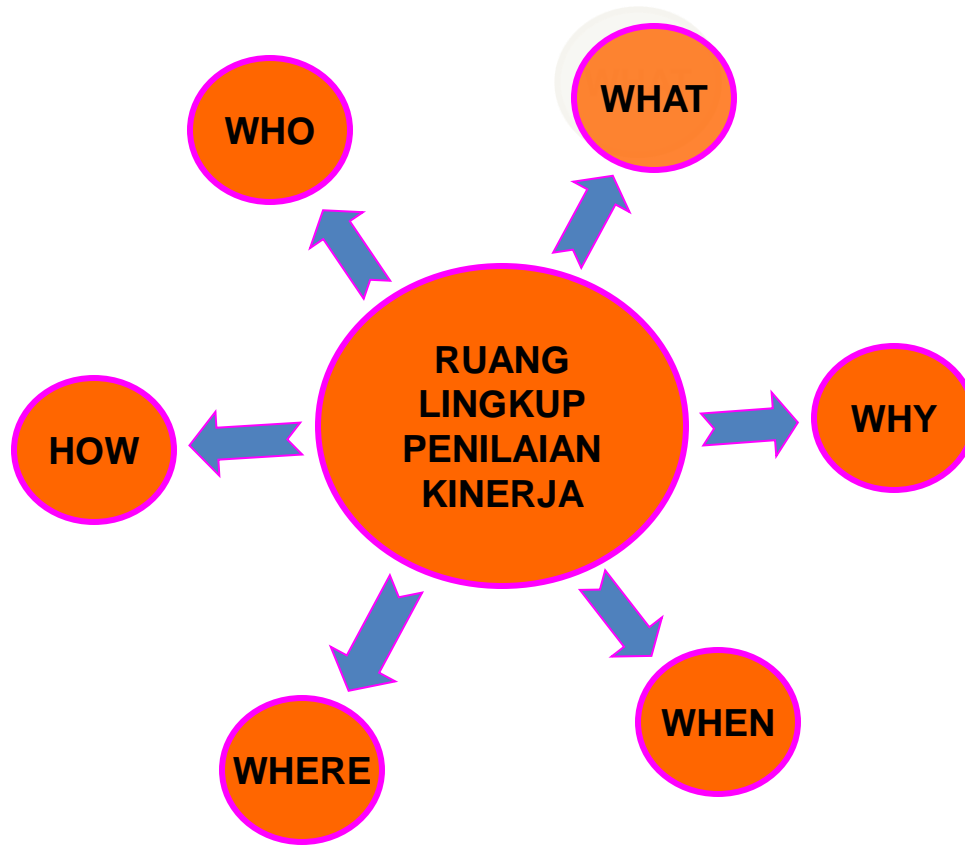 WHO
WHAT
RUANG
LINGKUP
PENILAIAN
KINERJA
HOW
WHY
WHERE
WHEN